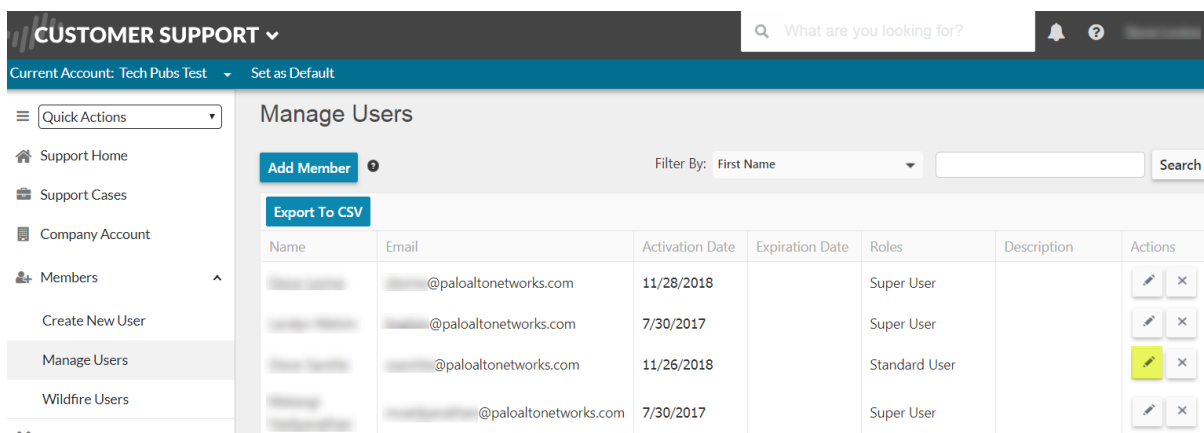 CUSTOMER SUPPORT
What are you looking for?
Current Account: Tech Pubs Test Set as Default
Quick Actions
Support Home
Support Cases
Company Account
Members
Create New User
Manage Users
Wildfire Users
Manage Users
Add Member
Filter By: First Name
Search
Export To CSV
Name Email Activation Date Expiration Date Roles Description Actions
@paloaltonetworks.com 11/28/2018 Super User
@paloaltonetworks.com 7/30/2017 Super User
@paloaltonetworks.com 11/26/2018 Standard User
@paloaltonetworks.com 7/30/2017 Super User